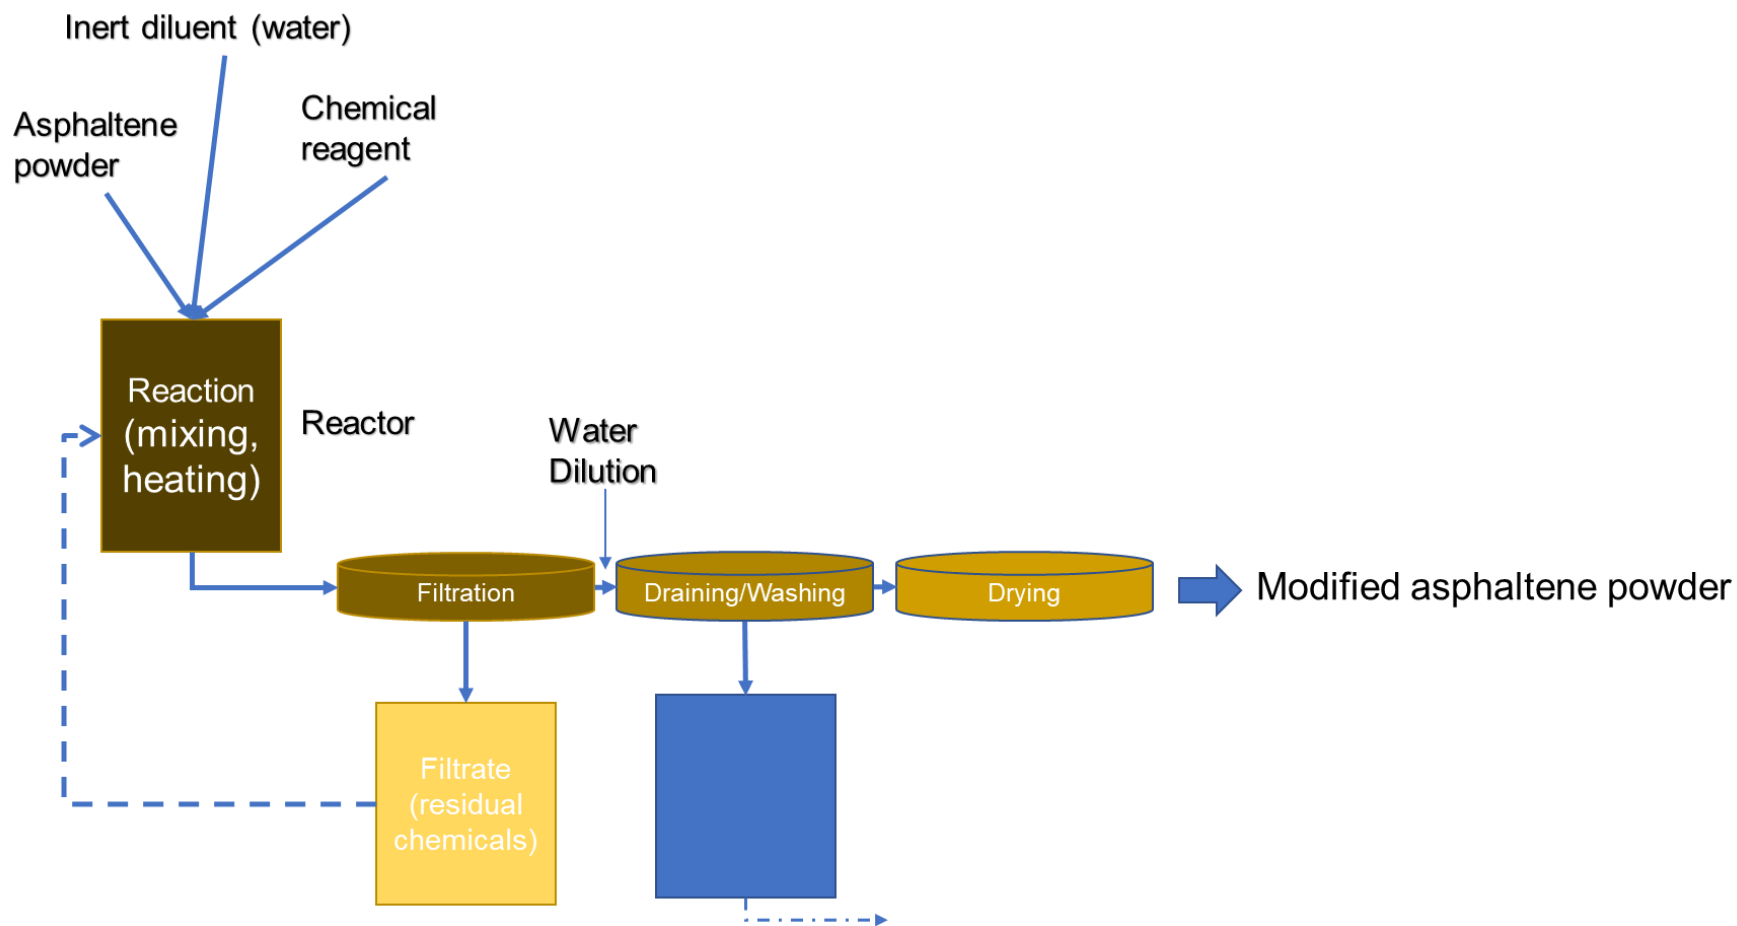 Inert diluent (water)
Asphaltene
powder
Chemical
reagent
Reaction
(mixing,
heating)
Reactor
Water
Dilution
Filtration
Draining/Washing
Drying
Modified asphaltene powder
Filtrate
(residual
chemicals)